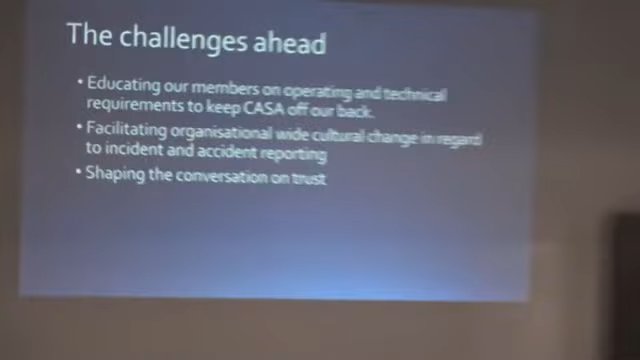 The challenges ahead
• Educating our members on operating and technical
requirements to keep CASA off our back.
• Facilitating organisational wide cultural change in regard
to incident and accident reporting
• Shaping the conversation on trust